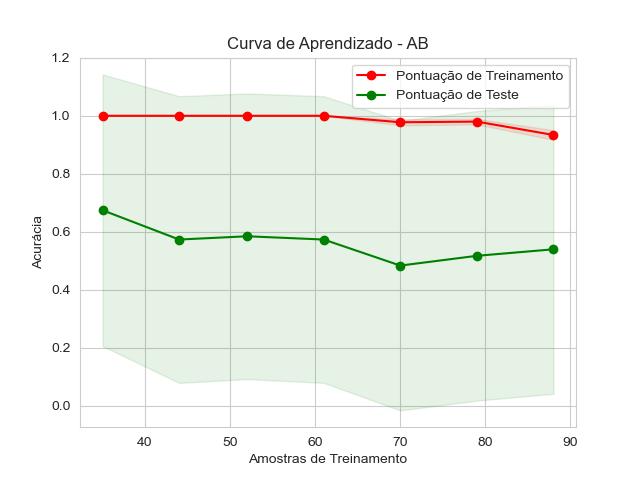 Curva de Aprendizado - AB
Pontuação de Treinamento
Pontuação de Teste
Acurácia
1.2
1.0
0.8
0.6
0.4
0.2
0.0
40 50 60 70 80 90
Amostras de Treinamento